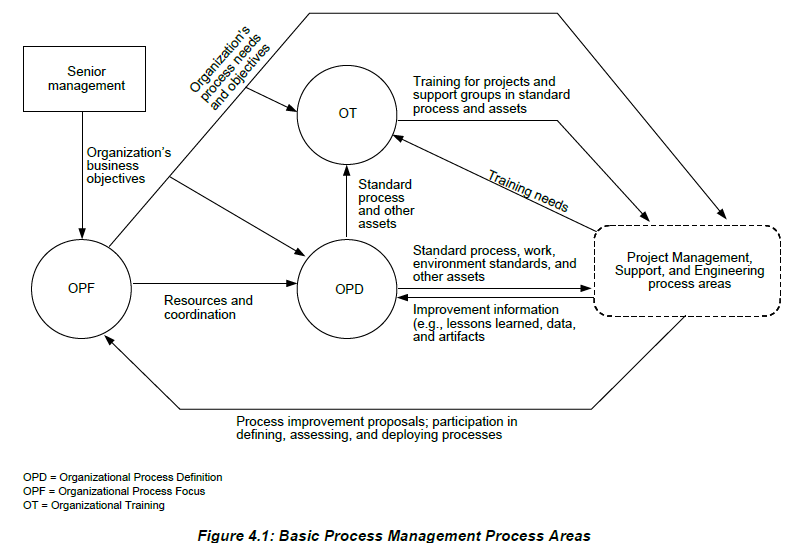 Organization's
process needs
and objectives
Senior
management
Training for projects and
support groups in standard
process and assets
OT
Organization's
business
objectives
Training needs
Standard
process
and other
assets
Standard process, work,
environment standards, and
other assets
Project Management,
Support, and Engineering
process areas
OPF
OPD
Resources and
coordination
Improvement information
(e.g., lessons learned, data,
and artifacts
Process improvement proposals; participation in
defining, assessing, and deploying processes
OPD = Organizational Process Definition
OPF = Organizational Process Focus
OT = Organizational Training
Figure 4.1: Basic Process Management Process Areas